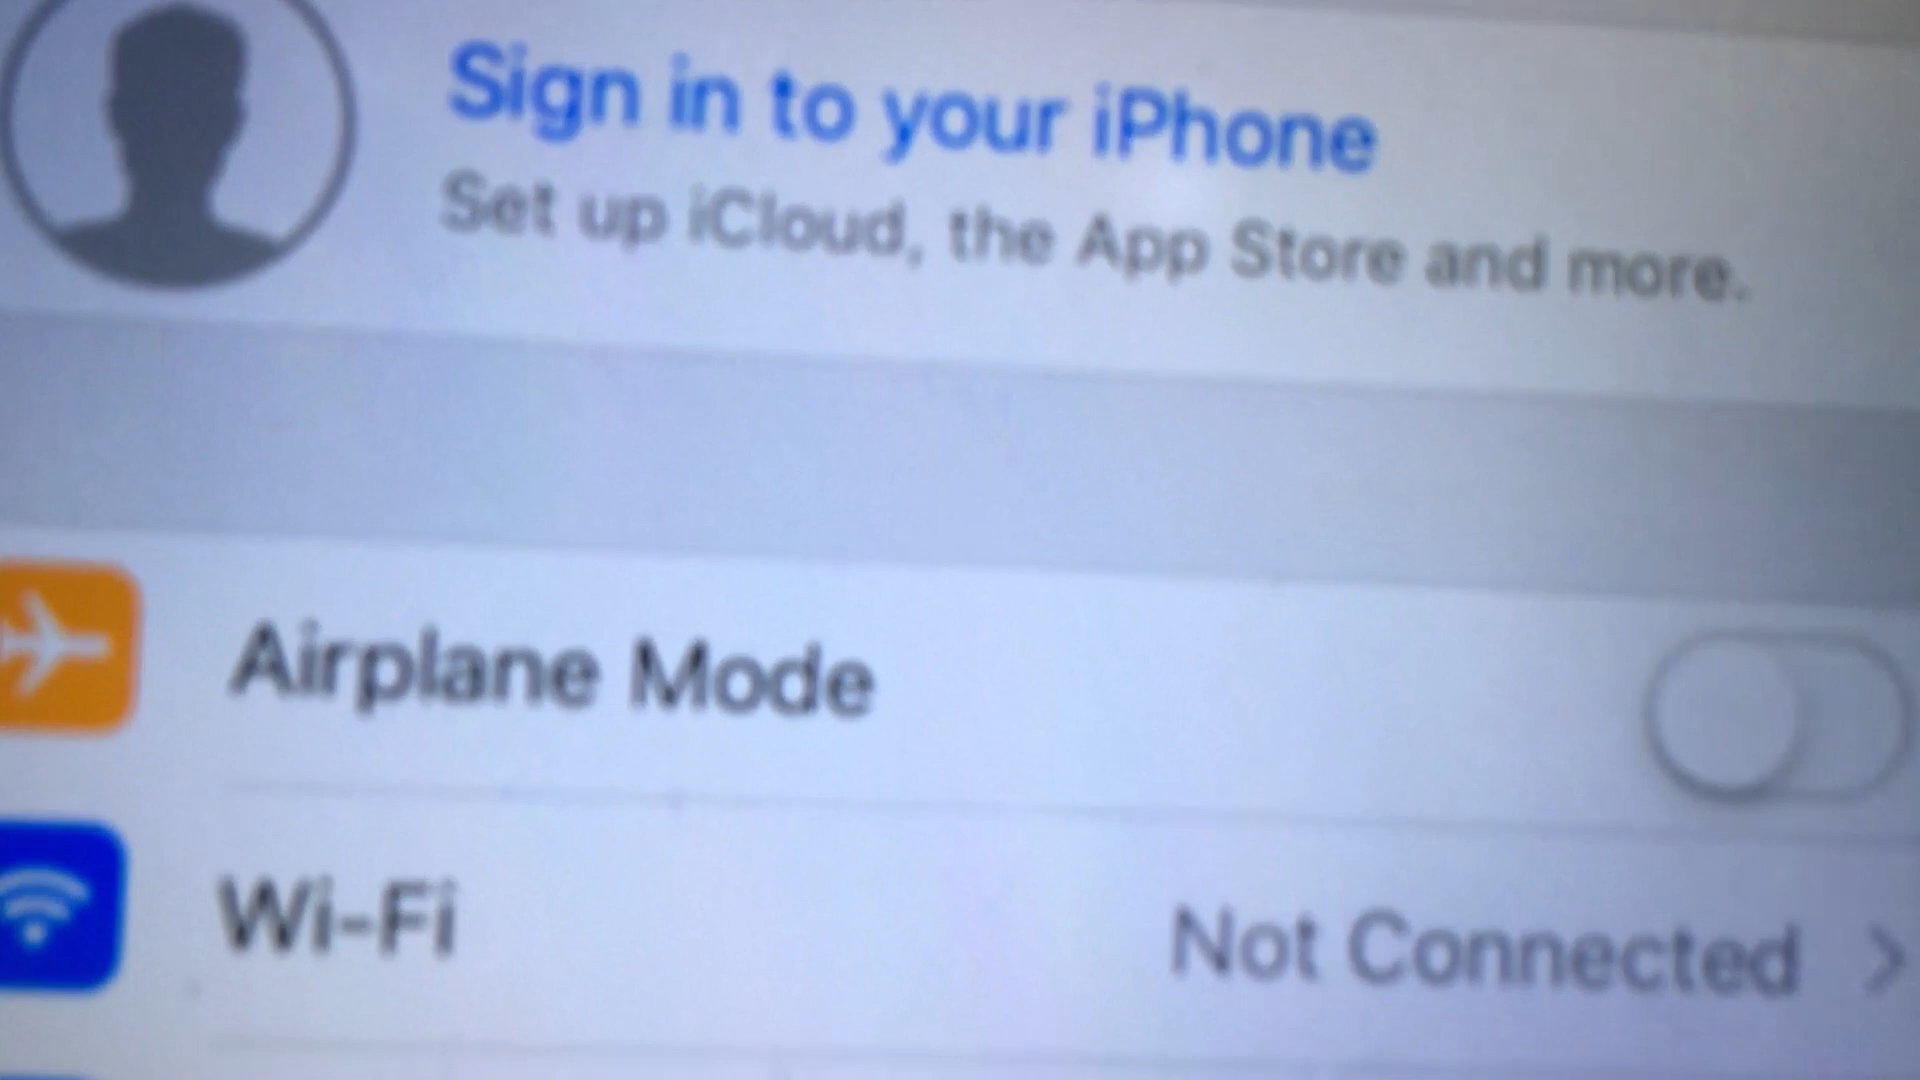 Sign in to your iPhone
Set up iCloud, the App Store and more.
Airplane Mode
Wi-Fi
Not Connected